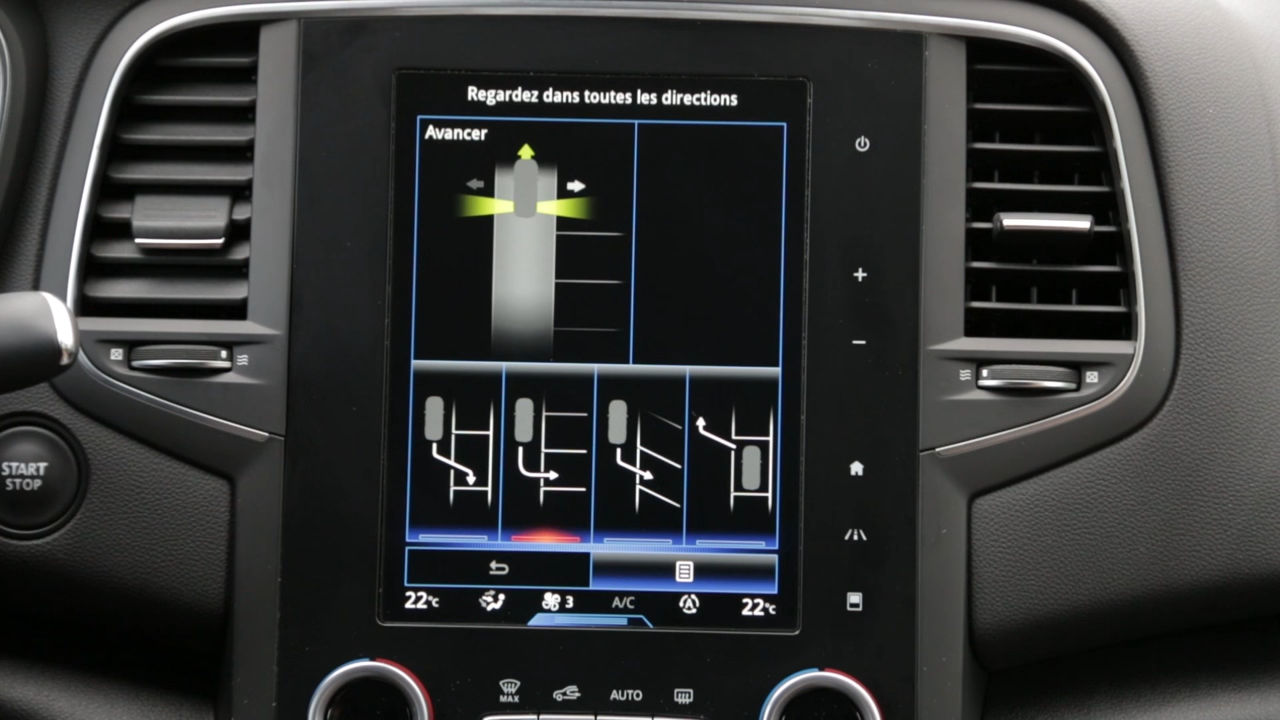 Regardez dans toutes les directions
Avancer
START
STOP
22°C
3
A/C
A
22°C
MAX
AUTO